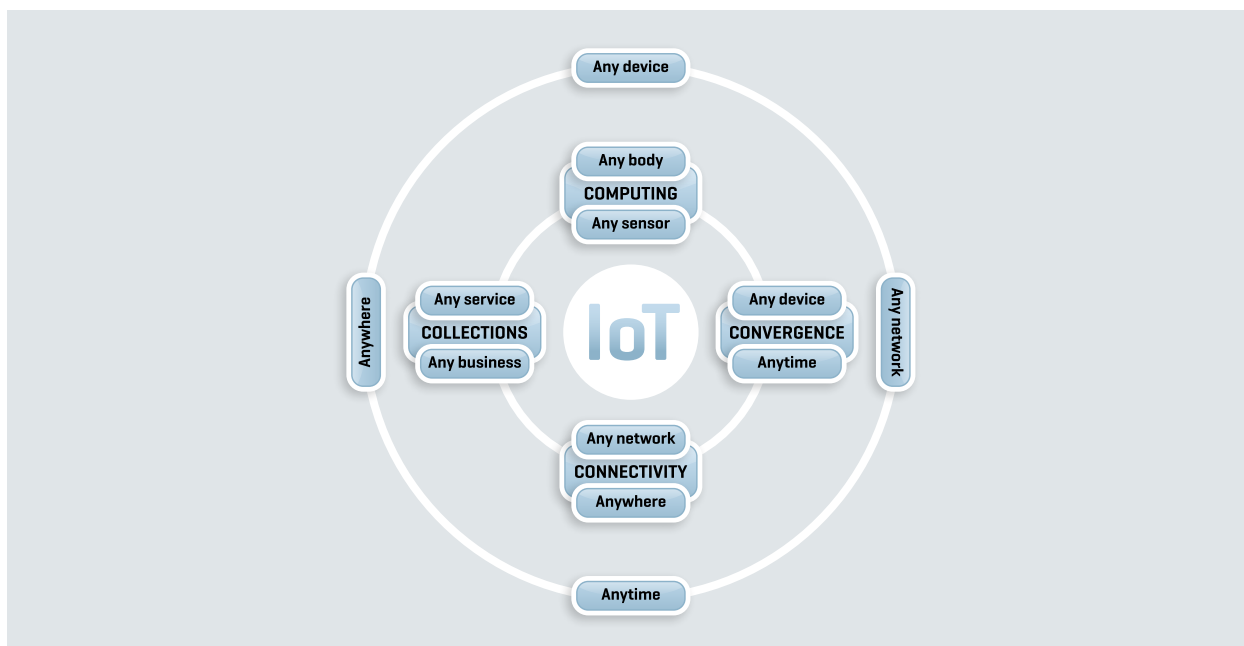 Any device
Any body
COMPUTING
Any sensor
Any service
COLLECTIONS
Any business
IoT
Any device
CONVERGENCE
Anytime
Anywhere
Any network
Any network
CONNECTIVITY
Anywhere
Anytime